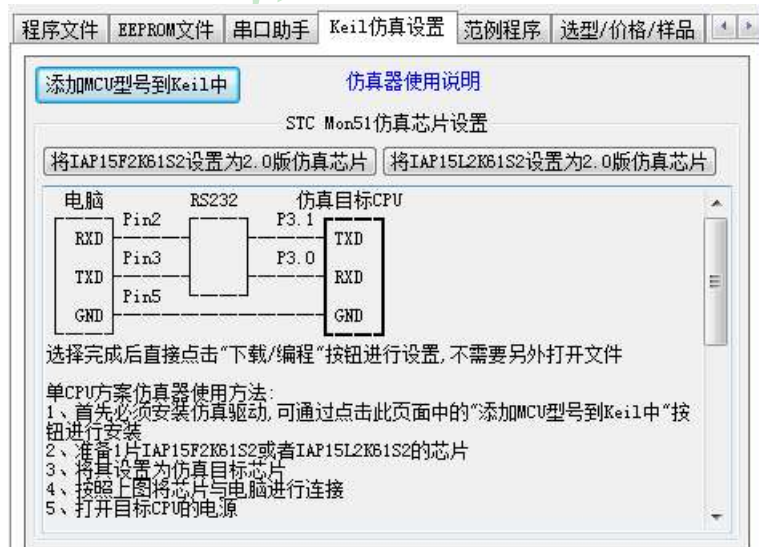 程序文件 EEPROM文件 串口助手 Keil仿真设置 范例程序 选型/价格/样品
添加MCU型号到Keil中 仿真器使用说明
STC Mon51仿真芯片设置
将IAP15F2K61S2设置为2.0版仿真芯片 将IAP15L2K61S2设置为2.0版仿真芯片
电脑 RS232 仿真目标CPU
Pin2 P3.1
RXD TXD
Pin3 P3.0
TXD RXD
Pin5
GND GND
选择完成后直接点击"下载/编程"按钮进行设置,不需要另外打开文件
单CPU方案仿真器使用方法:
1、首先必须安装仿真驱动,可通过点击此页面中的"添加MCU型号到Keil中"按
钮进行安装
2、准备1片IAP15F2K61S2或者IAP15L2K61S2的芯片
3、将其设置为仿真目标芯片
4、按照上图将芯片与电脑进行连接
5、打开目标CPU的电源